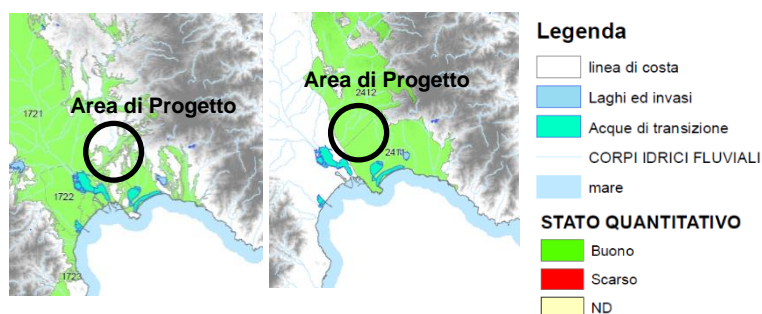 Area di Progetto
1721
1722
1723
Area di Progetto
2412
2411
Legenda
linea di costa
Laghi ed invasi
Acque di transizione
CORPI IDRICI FLUVIALI
mare
STATO QUANTITATIVO
Buono
Scarso
ND